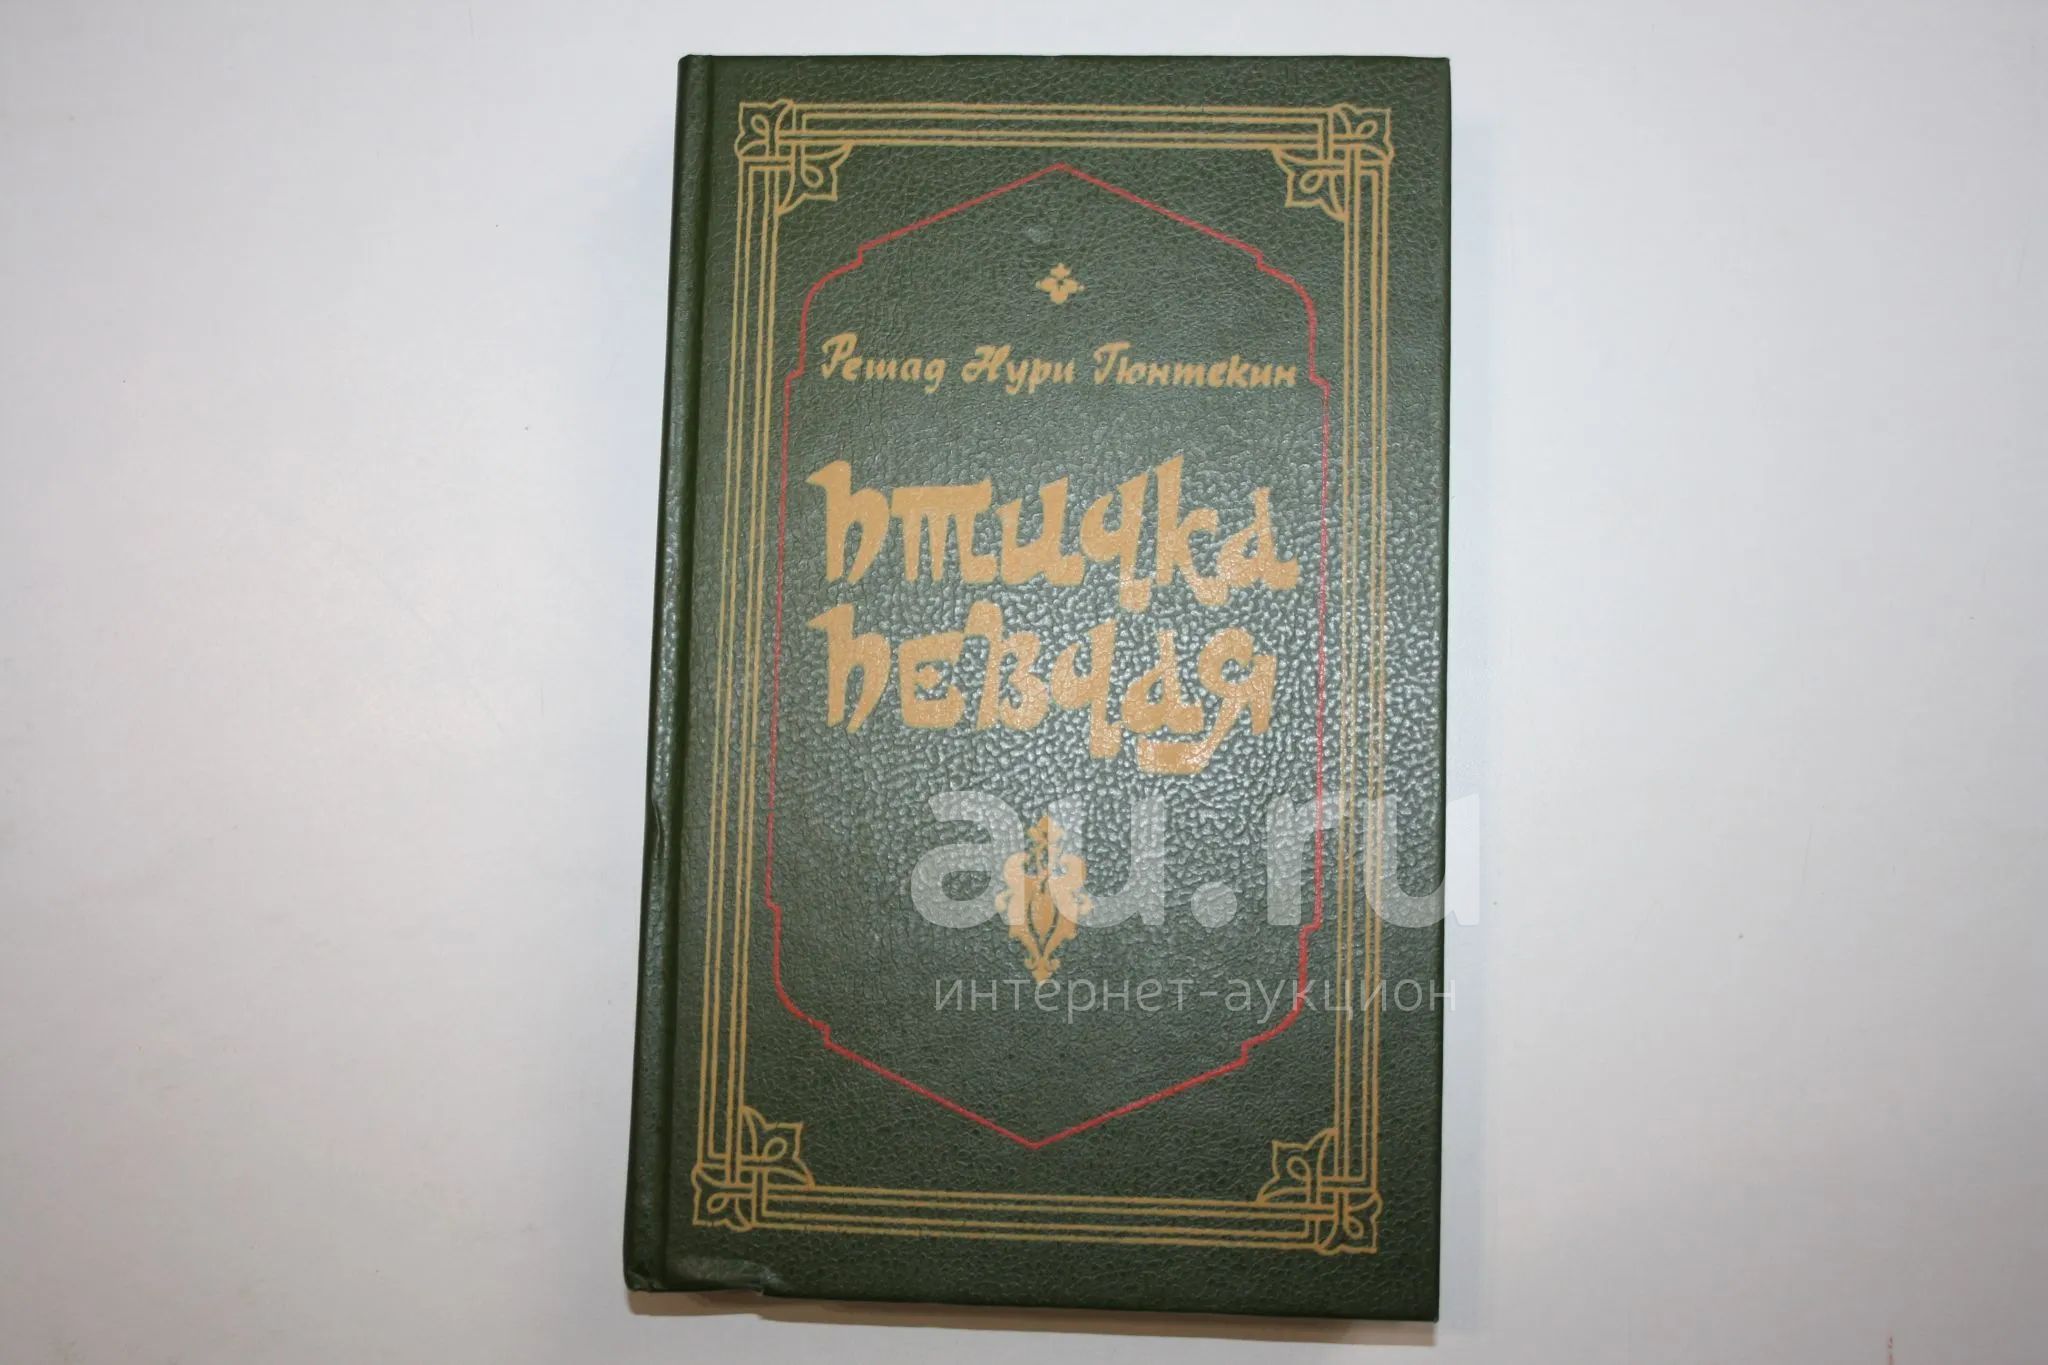 Решад Нури Гюнтекин
Птичка
певчая
au.ru
интернет-аукцион